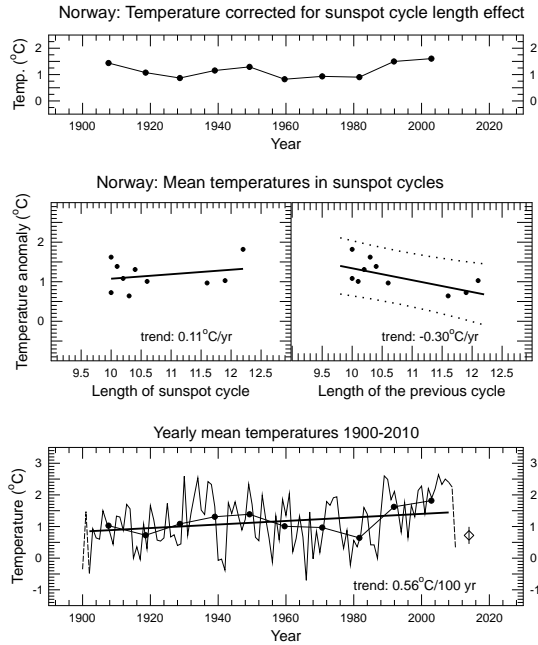 Norway: Temperature corrected for sunspot cycle length effect
Temp. (°C)
2 2
1 1
0 0
1900 1920 1940 1960 1980 2000 2020
Year
Norway: Mean temperatures in sunspot cycles
Temperature anomaly (°C)
2
1
0
trend: 0.11°C/yr
trend: -0.30°C/yr
9.5 10 10.5 11 11.5 12 12.5
9.5 10 10.5 11 11.5 12 12.5
Length of sunspot cycle
Length of the previous cycle
Yearly mean temperatures 1900-2010
Temperature (°C)
3 3
2 2
1 1
0 0
-1 -1
trend: 0.56°C/100 yr
1900 1920 1940 1960 1980 2000 2020
Year